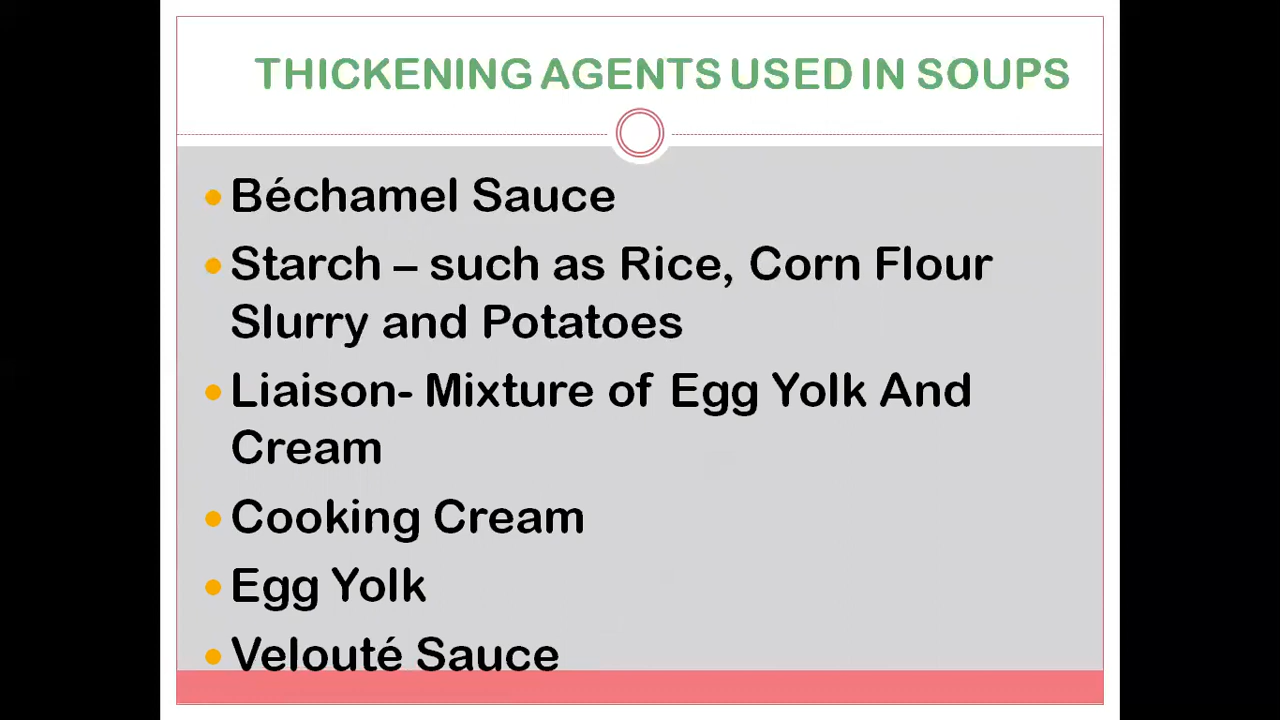 THICKENING AGENTS USED IN SOUPS
• Béchamel Sauce
• Starch – such as Rice, Corn Flour
Slurry and Potatoes
• Liaison- Mixture of Egg Yolk And
Cream
• Cooking Cream
• Egg Yolk
• Velouté Sauce